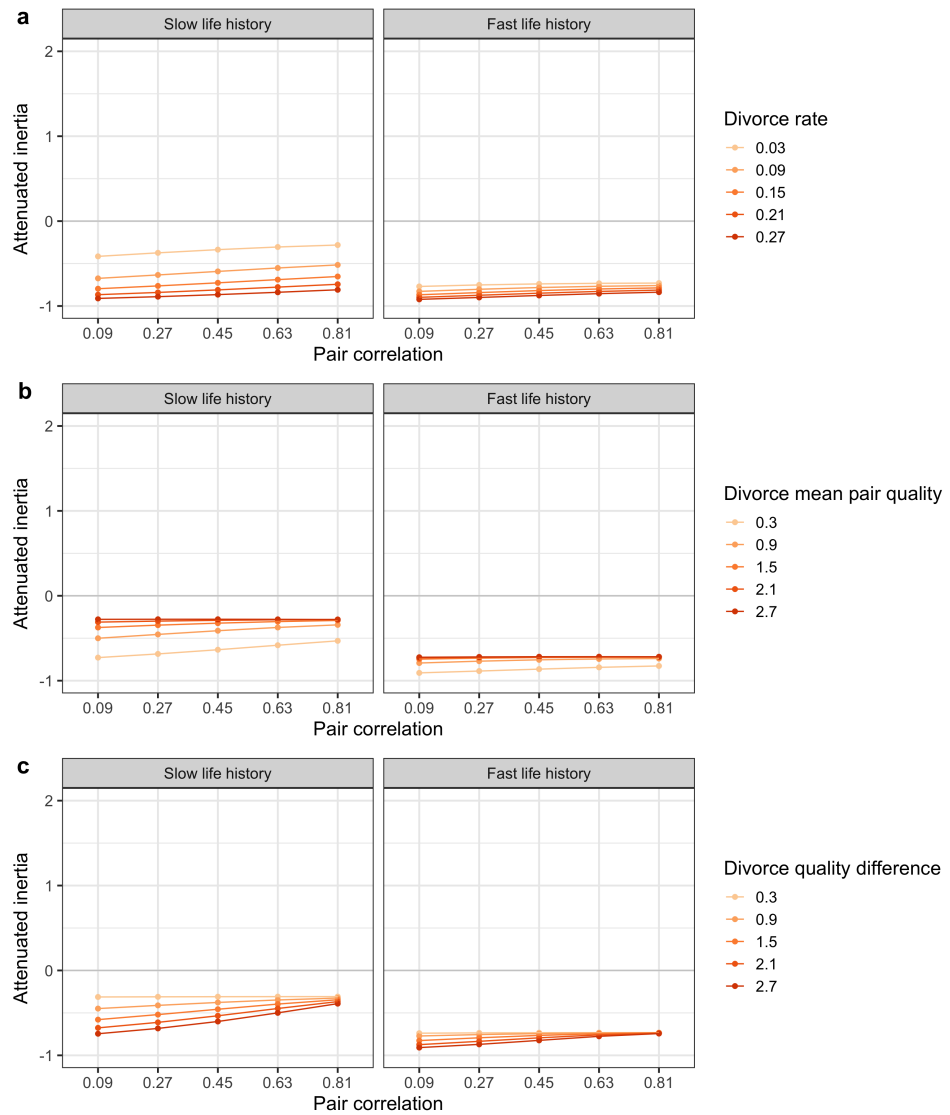 a
Slow life history
Fast life history
2
1
0
-1
Attenuated inertia
0.09 0.27 0.45 0.63 0.81
0.09 0.27 0.45 0.63 0.81
Pair correlation
Divorce rate
0.03
0.09
0.15
0.21
0.27
b
Slow life history
Fast life history
2
1
0
-1
Attenuated inertia
0.09 0.27 0.45 0.63 0.81
0.09 0.27 0.45 0.63 0.81
Pair correlation
Divorce mean pair quality
0.3
0.9
1.5
2.1
2.7
c
Slow life history
Fast life history
2
1
0
-1
Attenuated inertia
0.09 0.27 0.45 0.63 0.81
0.09 0.27 0.45 0.63 0.81
Pair correlation
Divorce quality difference
0.3
0.9
1.5
2.1
2.7